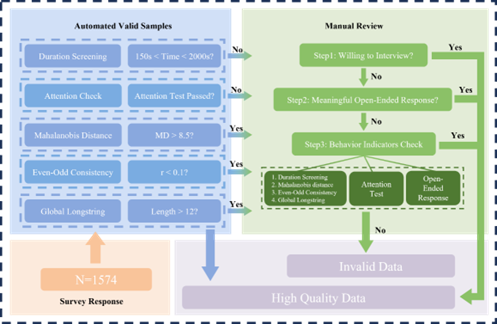 Automated Valid Samples
Duration Screening
150s < Time < 2000s?
No
Attention Check
Attention Test Passed?
No
Mahalanobis Distance
MD > 8.5?
Yes
Even-Odd Consistency
r < 0.1?
Yes
Global Longstring
Length > 12?
Yes
Manual Review
Step1: Willing to Interview?
Yes
No
Step2: Meaningful Open-Ended Response?
Yes
No
Step3: Behavior Indicators Check
Yes
1. Duration Screening
2. Mahalanobis distance
3. Even-Odd Consistency
4. Global Longstring
Attention
Test
Open-
Ended
Response
No
N=1574
Survey Response
Invalid Data
High Quality Data